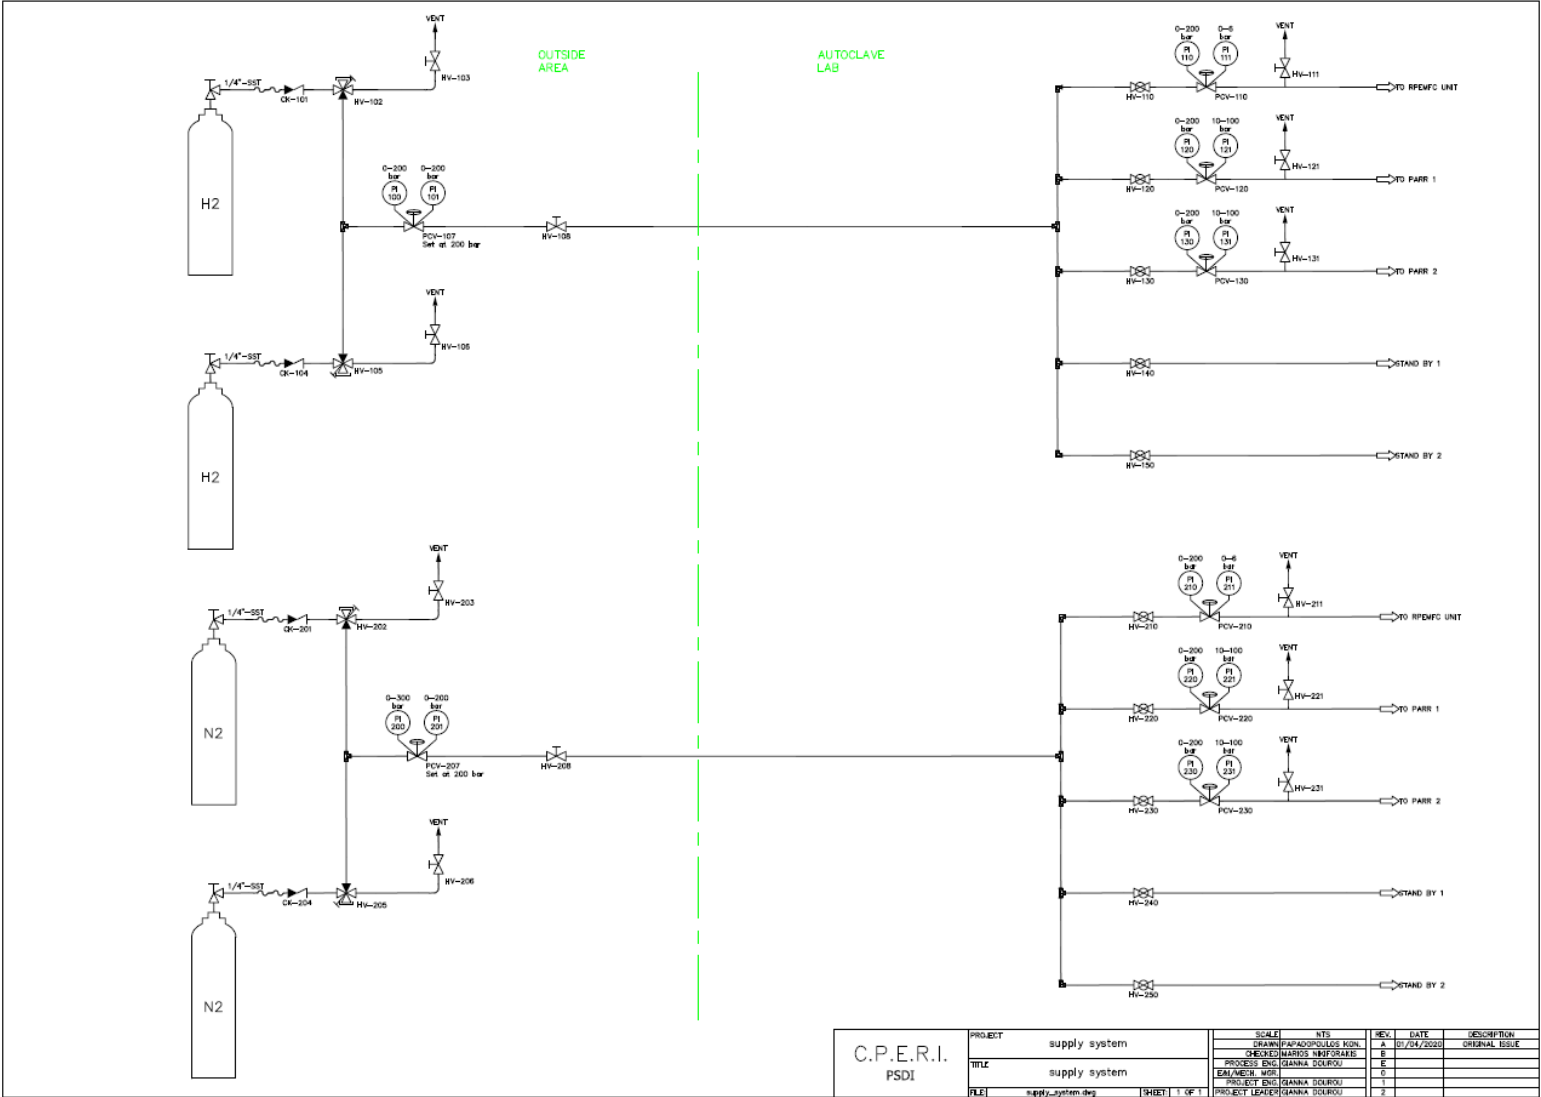 VENT
1/4"-SST
CK-101
HV-102
HV-103
H2
0-200
bar
PI
100
0-200
bar
PI
101
PCV-107
Set at 200 bar
HV-108
VENT
1/4"-SST
CK-104
HV-105
HV-106
H2
OUTSIDE
AREA
AUTOCLAVE
LAB
0-200
bar
PI
110
0-6
bar
PI
111
VENT
HV-111
HV-110
PCV-110
TO RPEMFC UNIT
0-200
bar
PI
120
10-100
bar
PI
121
VENT
HV-121
HV-120
PCV-120
TO PARR 1
0-200
bar
PI
130
10-100
bar
PI
131
VENT
HV-131
HV-130
PCV-130
TO PARR 2
HV-140
STAND BY 1
HV-150
STAND BY 2
VENT
1/4"-SST
CK-201
HV-202
HV-203
N2
0-300
bar
PI
200
0-200
bar
PI
201
PCV-207
Set at 200 bar
HV-208
VENT
1/4"-SST
CK-204
HV-205
HV-206
N2
0-200
bar
PI
210
0-6
bar
PI
211
VENT
HV-211
HV-210
PCV-210
TO RPEMFC UNIT
0-200
bar
PI
220
10-100
bar
PI
221
VENT
HV-221
HV-220
PCV-220
TO PARR 1
0-200
bar
PI
230
10-100
bar
PI
231
VENT
HV-231
HV-230
PCV-230
TO PARR 2
HV-240
STAND BY 1
HV-250
STAND BY 2
C.P.E.R.I.
PSDI
PROJECT
supply system
TITLE
supply system
FILE supply_system.dwg SHEET: 1 OF 1
SCALE NTS
DRAWN PAPADOPOULOS KON.
CHECKED MARIOS NIKIFORAKIS
PROCESS ENG. GIANNA DOUROU
E&I/MECH. MGR.
PROJECT ENG. GIANNA DOUROU
PROJECT LEADER GIANNA DOUROU
REV. DATE DESCRIPTION
A 01/04/2020 ORIGINAL ISSUE
B
E
0
1
2